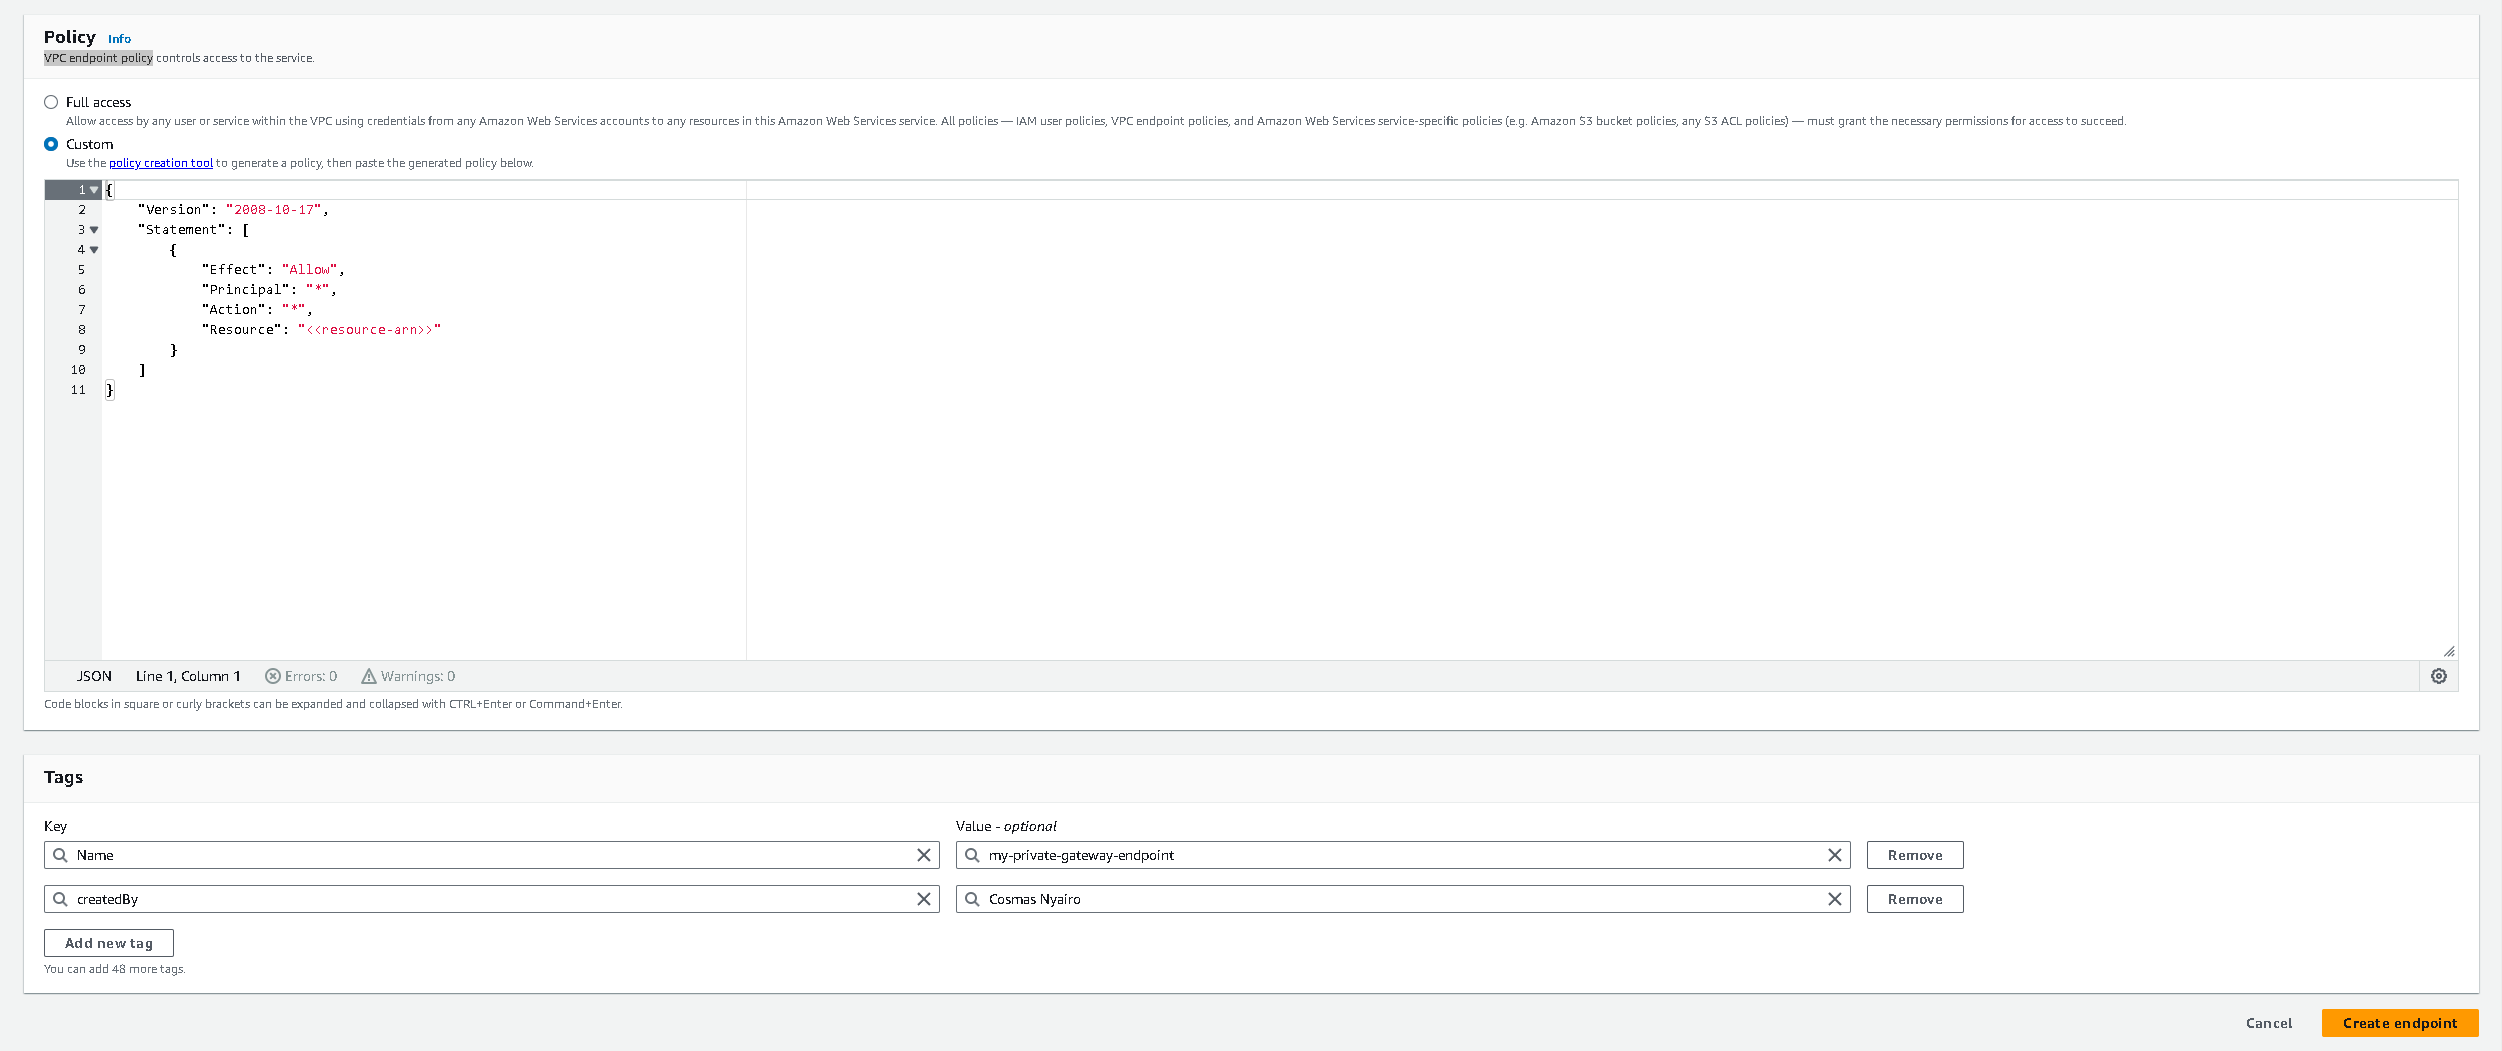 Policy Info
VPC endpoint policy controls access to the service.
Full access
Allow access by any user or service within the VPC using credentials from any Amazon Web Services accounts to any resources in this Amazon Web Services service. All policies — IAM user policies, VPC endpoint policies, and Amazon Web Services service-specific policies (e.g. Amazon S3 bucket policies, any S3 ACL policies) — must grant the necessary permissions for access to succeed.
Custom
Use the policy creation tool to generate a policy, then paste the generated policy below.
1 {
2 "Version": "2008-10-17",
3 "Statement": [
4 {
5 "Effect": "Allow",
6 "Principal": "*",
7 "Action": "*",
8 "Resource": "<<resource-arn>>"
9 }
10 ]
11 }
JSON Line 1, Column 1 Errors: 0 Warnings: 0
Code blocks in square or curly brackets can be expanded and collapsed with CTRL+Enter or Command+Enter.
Tags
Key Value - optional
Name my-private-gateway-endpoint Remove
createdBy Cosmas Nyairo Remove
Add new tag
You can add 48 more tags.
Cancel Create endpoint